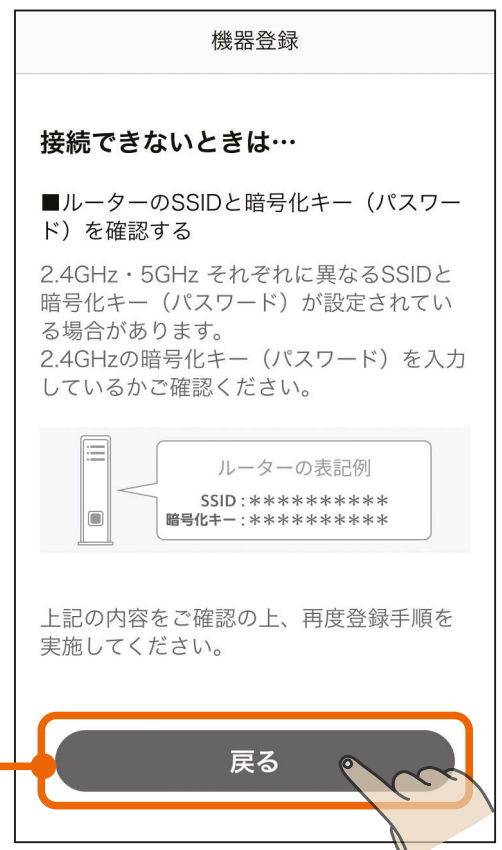 機器登録
接続できないときは…
■ルーターのSSIDと暗号化キー（パスワー
ド）を確認する
2.4GHz・5GHz それぞれに異なるSSIDと
暗号化キー（パスワード）が設定されてい
る場合があります。
2.4GHzの暗号化キー（パスワード）を入力
しているかご確認ください。
ルーターの表記例
SSID : **********
暗号化キー : **********
上記の内容をご確認の上、再度登録手順を
実施してください。
戻る